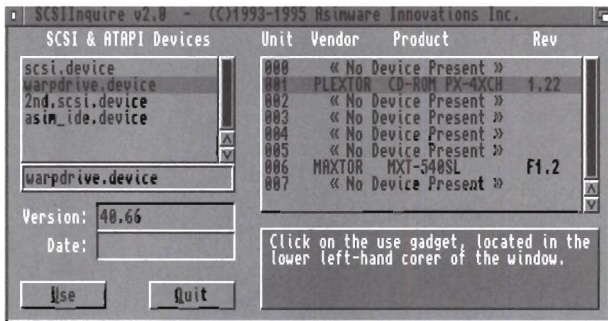 SCSIInquire v2.0 - (C)1993-1995 Asimware Innovations Inc.
SCSI & ATAPI Devices
scsi.device
warpdrive.device
2nd.scsi.device
asim_ide.device
warpdrive.device
Version: 40.66
Date:
Use Quit
Unit Vendor Product Rev
000 « No Device Present »
001 PLEXTOR CD-ROM PX-4XCH 1.22
002 « No Device Present »
003 « No Device Present »
004 « No Device Present »
005 « No Device Present »
006 MAXTOR MXT-540SL F1.2
007 « No Device Present »
Click on the use gadget, located in the
lower left-hand corer of the window.